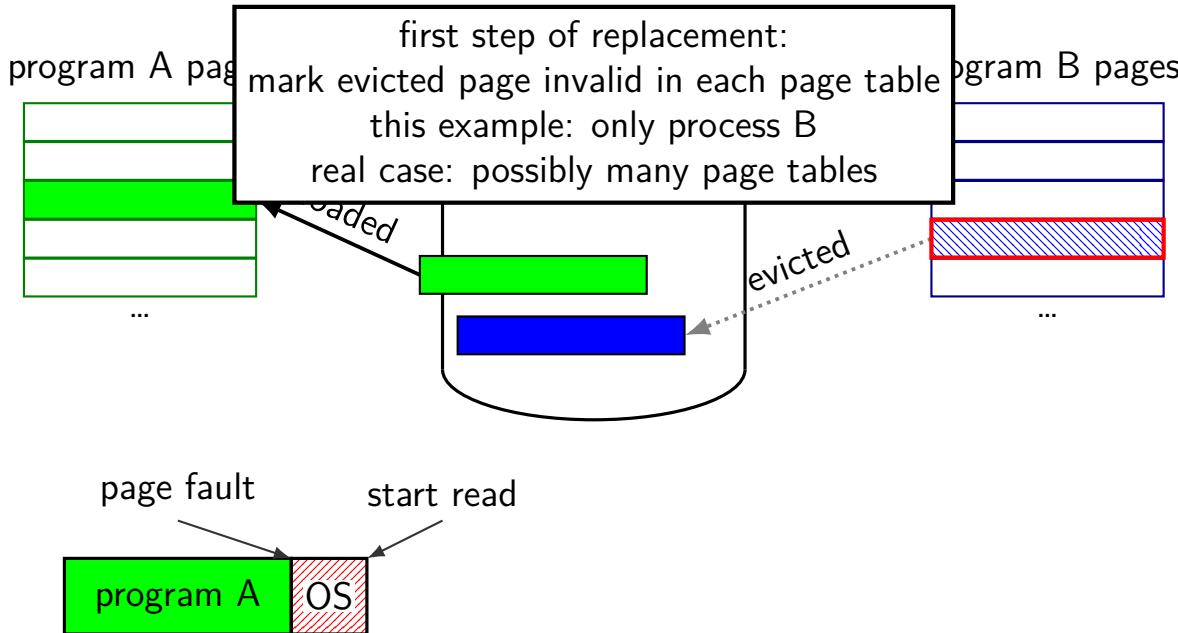 first step of replacement:
mark evicted page invalid in each page table
this example: only process B
real case: possibly many page tables
program A pag
ogram B pages
oaded
evicted
...
...
page fault
start read
program A
OS